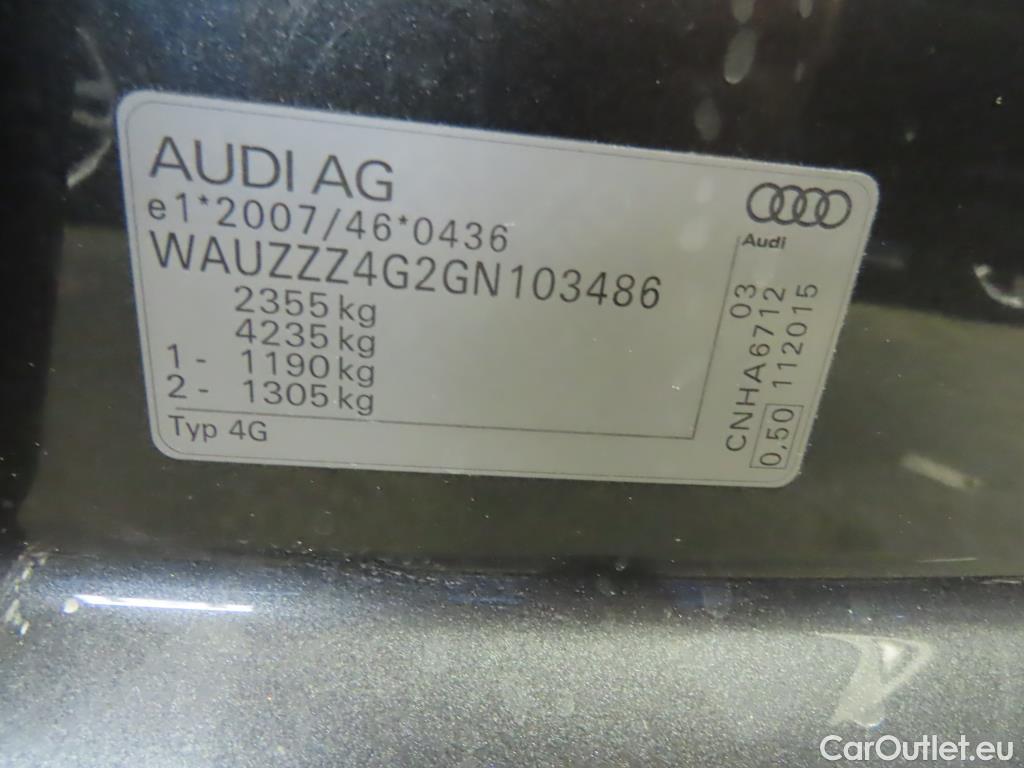 AUDI AG
e1*2007/46*0436
WAUZZZ4G2GN103486
2355 kg
4235 kg
1 - 1190 kg
2 - 1305 kg
Typ 4G
Audi
03
CNHA6712
0,50 112015
CarOutlet.eu